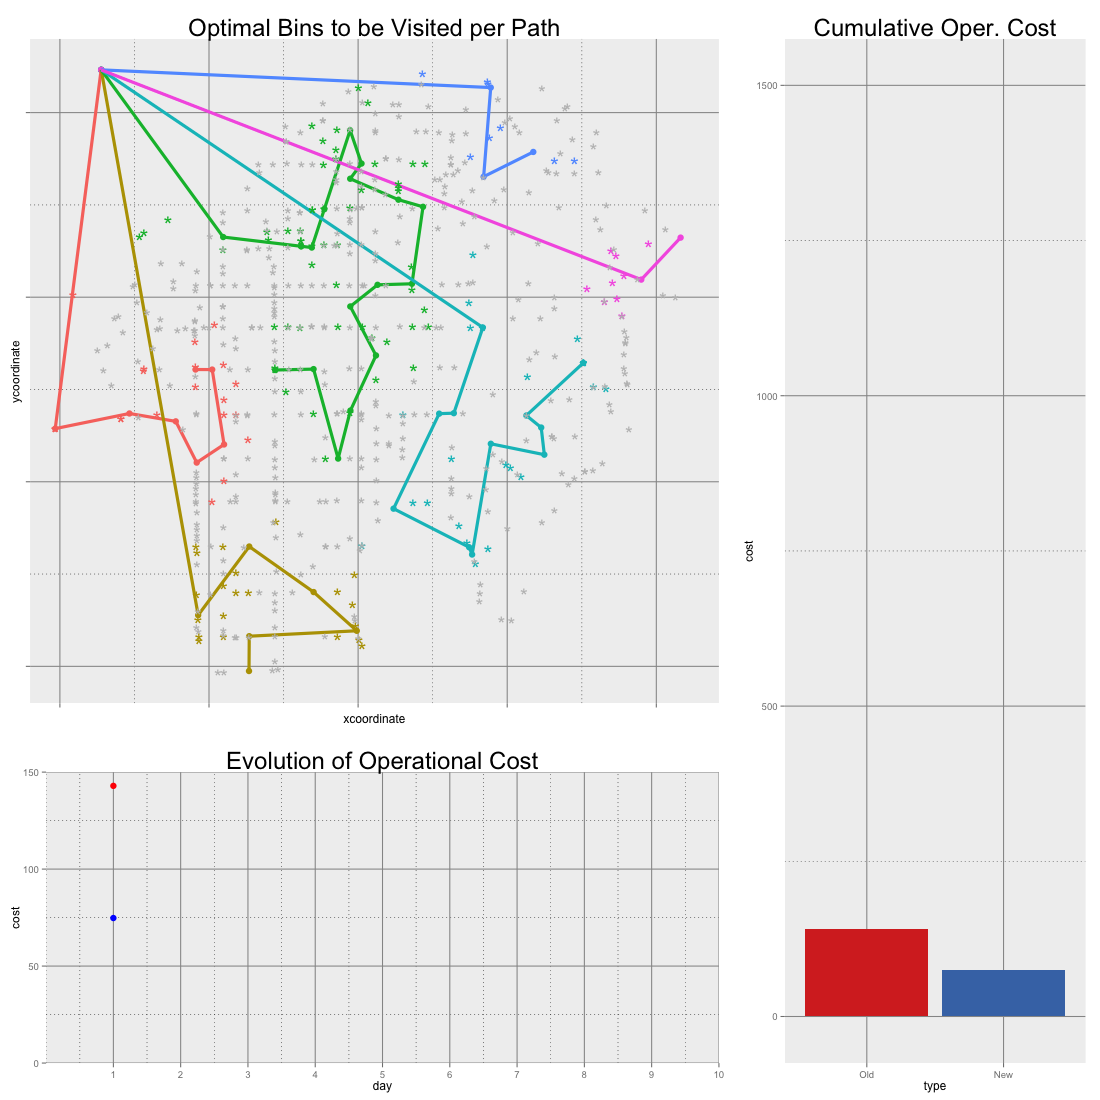 Optimal Bins to be Visited per Path
ycoordinate
xcoordinate
Cumulative Oper. Cost
1500
1000
500
0
cost
Old New
type
Evolution of Operational Cost
150
100
50
0
cost
1 2 3 4 5 6 7 8 9 10
day